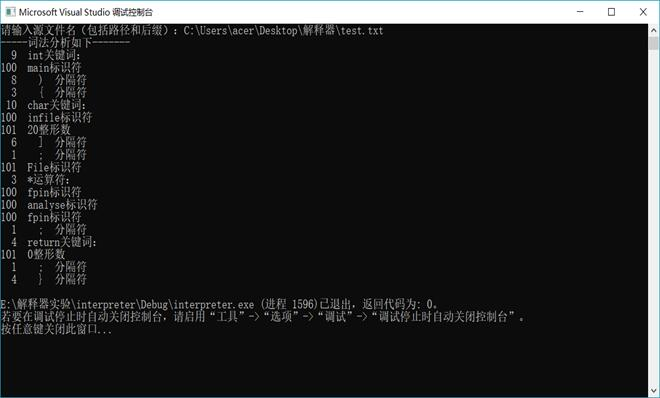 Microsoft Visual Studio 调试控制台
请输入源文件名（包括路径和后缀）: C:\Users\acer\Desktop\解释器\test.txt
-----词法分析如下-------
9 int关键词:
100 main标识符
8 ) 分隔符
3 { 分隔符
10 char关键词:
100 infile标识符
101 20整形数
6 ] 分隔符
1 ; 分隔符
101 File标识符
3 *运算符:
100 fpin标识符
100 analyse标识符
100 fpin标识符
1 ; 分隔符
4 return关键词:
101 0整形数
1 ; 分隔符
4 } 分隔符
E:\解释器实验\interpreter\Debug\interpreter.exe (进程 1596)已退出，返回代码为: 0。
若要在调试停止时自动关闭控制台，请启用“工具”->“选项”->“调试”->“调试停止时自动关闭控制台”。
按任意键关闭此窗口...